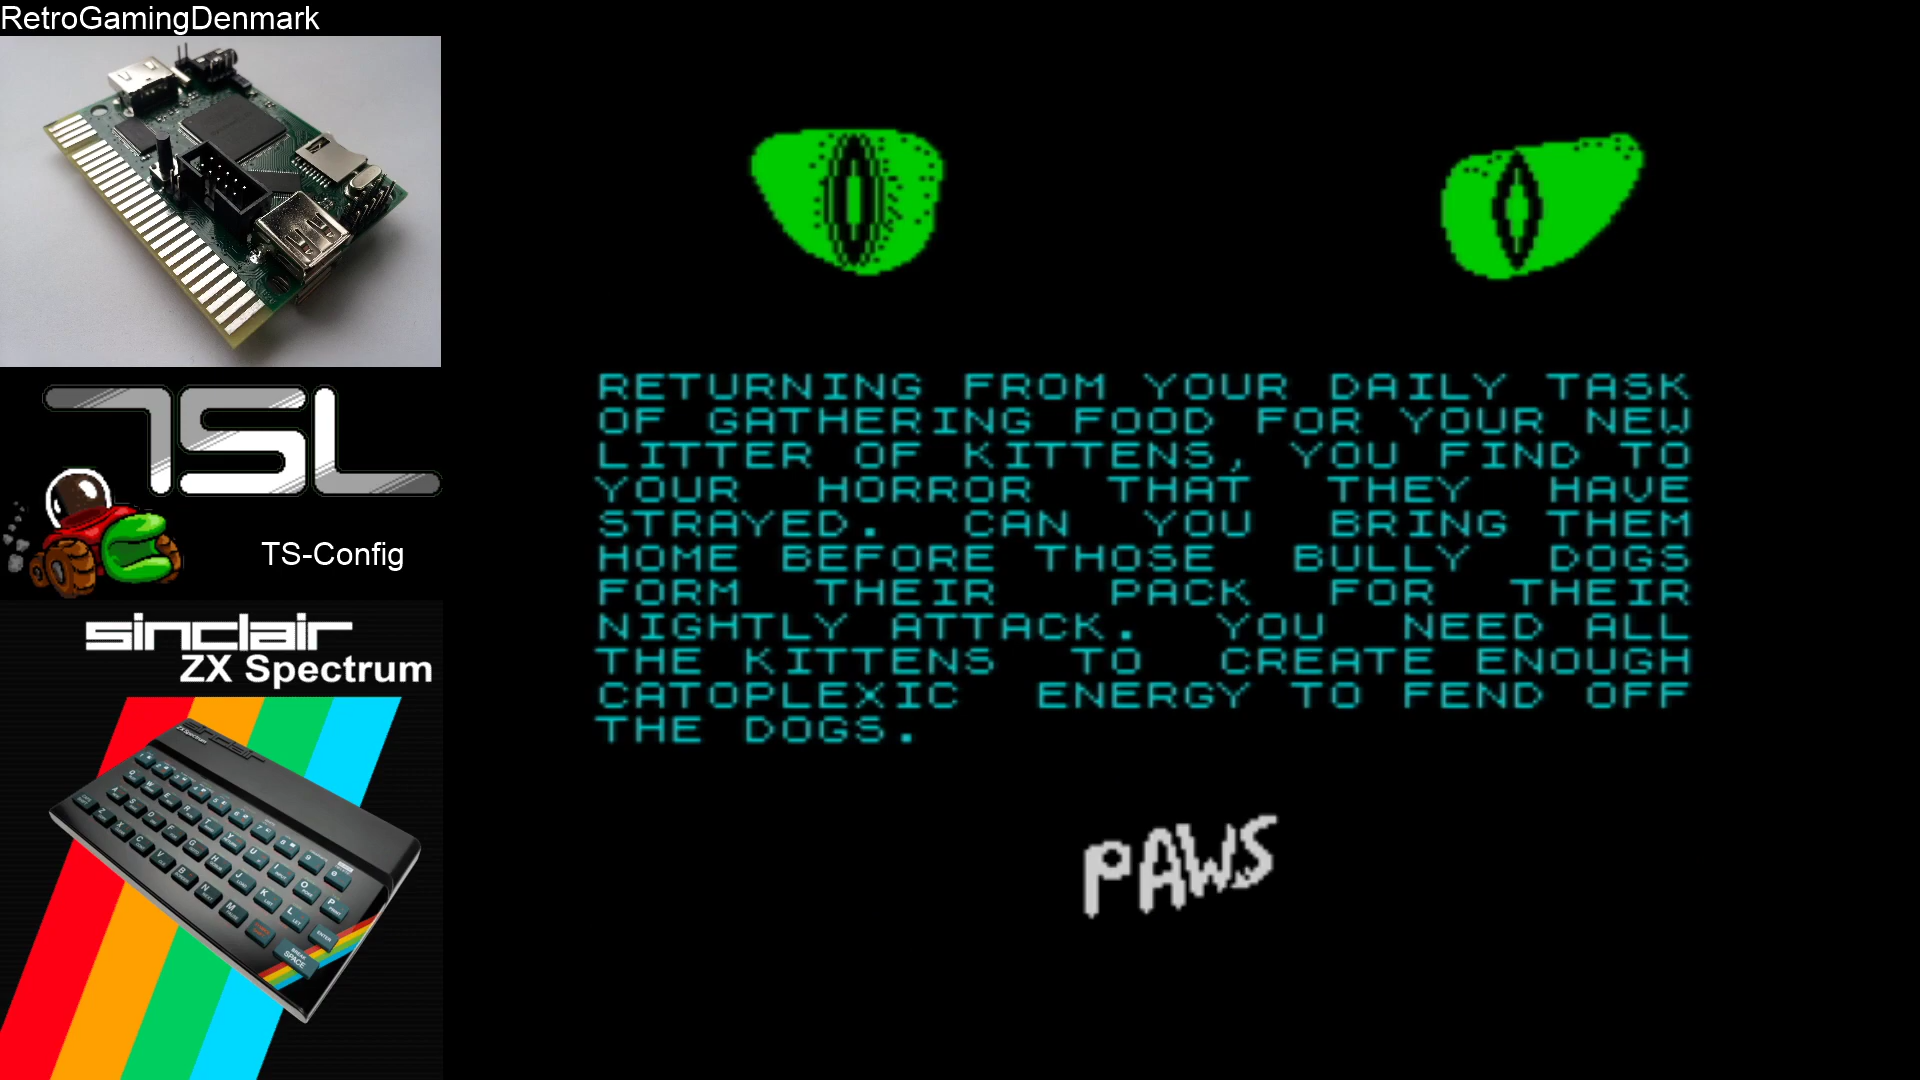 RetroGamingDenmark
TSL
TS-Config
sinclair
ZX Spectrum
RETURNING FROM YOUR DAILY TASK
OF GATHERING FOOD FOR YOUR NEW
LITTER OF KITTENS, YOU FIND TO
YOUR HORROR THAT THEY HAVE
STRAYED. CAN YOU BRING THEM
HOME BEFORE THOSE BULLY DOGS
FORM THEIR PACK FOR THEIR
NIGHTLY ATTACK. YOU NEED ALL
THE KITTENS TO CREATE ENOUGH
CATOPLEXIC ENERGY TO FEND OFF
THE DOGS.
PAWS